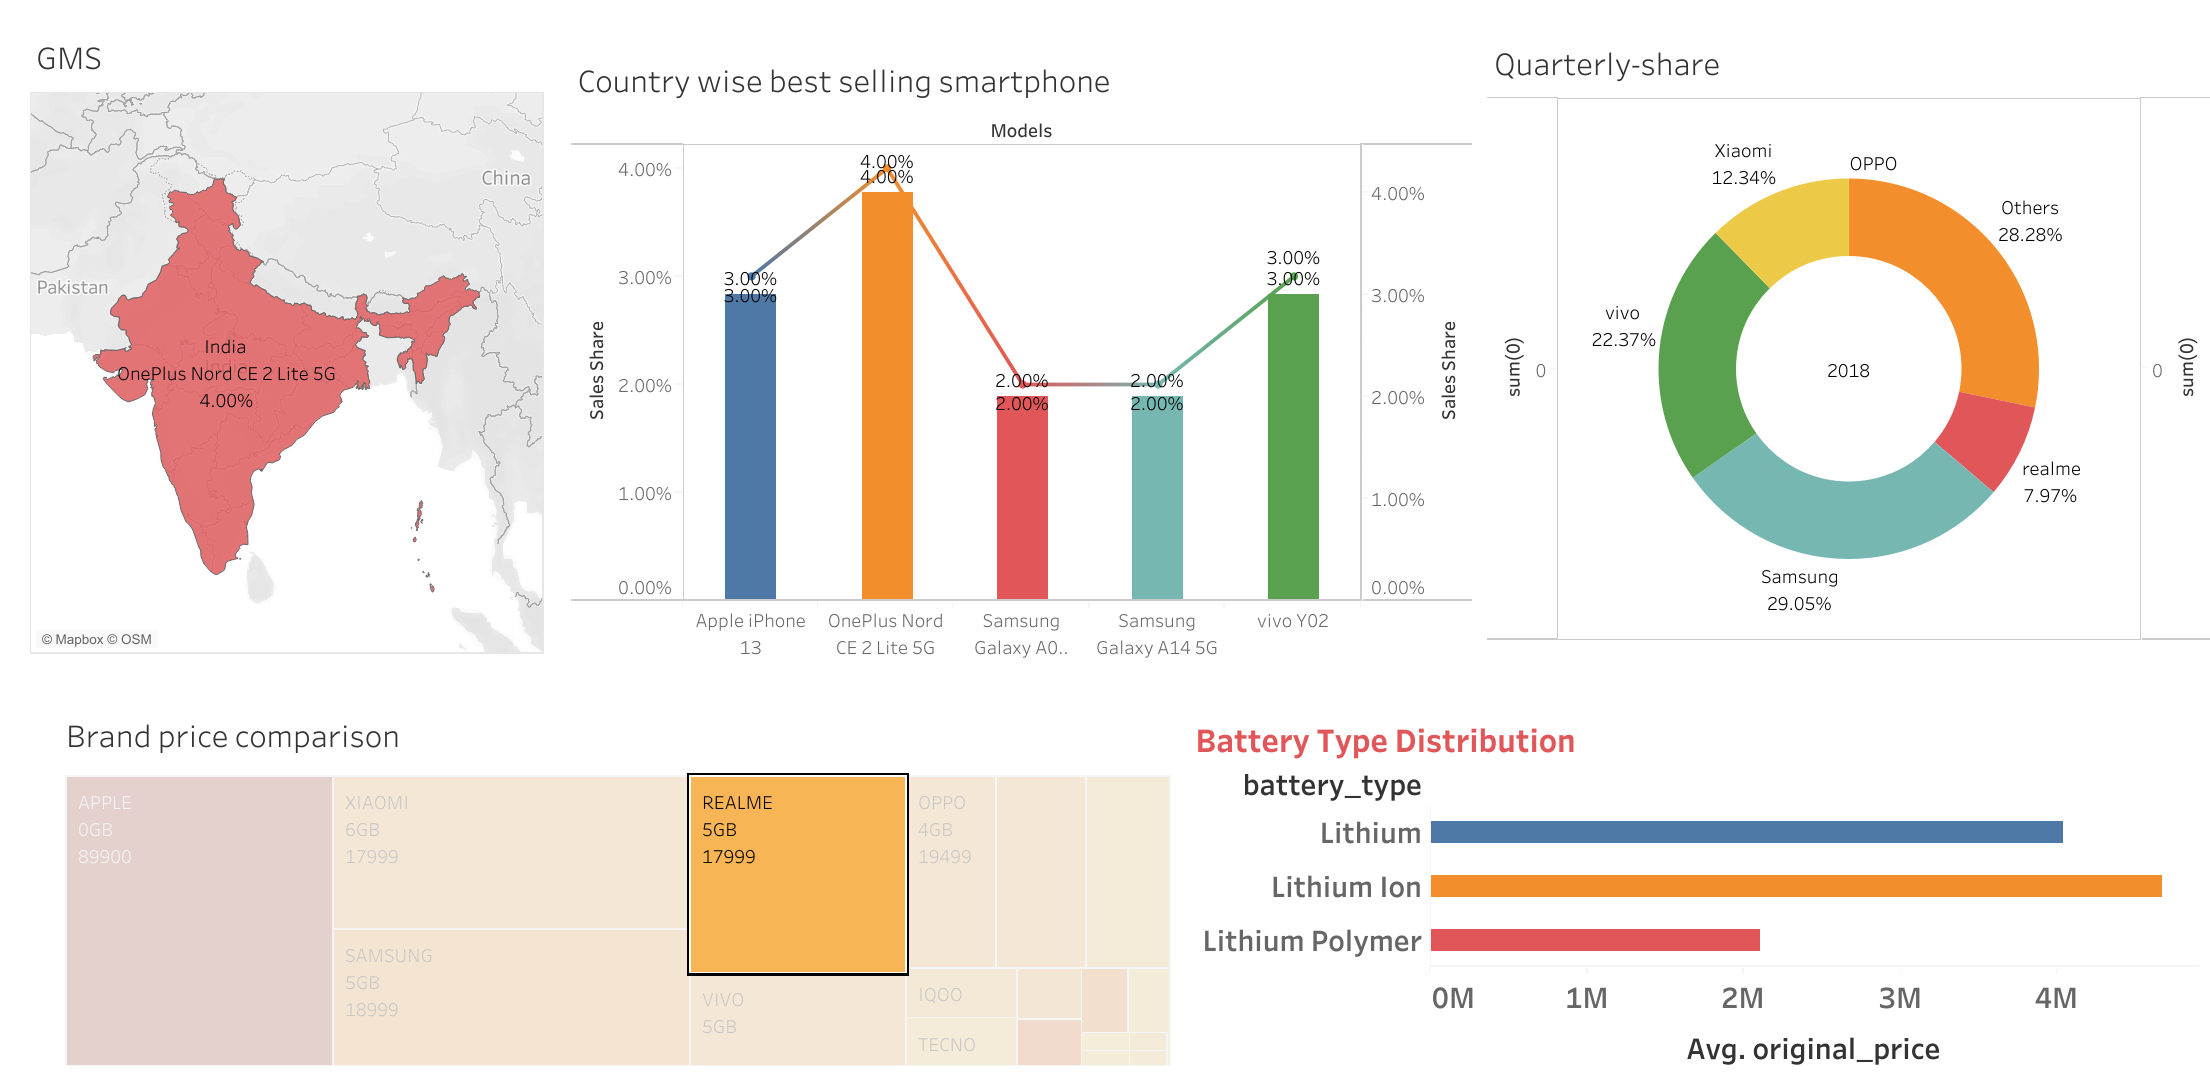 GMS
China
Pakistan
India
OnePlus Nord CE 2 Lite 5G
4.00%
© Mapbox © OSM
Country wise best selling smartphone
Models
4.00%
3.00%
2.00%
1.00%
0.00%
Sales Share
3.00%
3.00%
4.00%
4.00%
2.00%
2.00%
2.00%
2.00%
3.00%
3.00%
4.00%
3.00%
2.00%
1.00%
0.00%
Sales Share
Apple iPhone
13
OnePlus Nord
CE 2 Lite 5G
Samsung
Galaxy A0..
Samsung
Galaxy A14 5G
vivo Y02
Quarterly-share
sum(0)
0
Xiaomi
12.34%
OPPO
Others
28.28%
vivo
22.37%
2018
realme
7.97%
Samsung
29.05%
0
sum(0)
Brand price comparison
APPLE
0GB
89900
XIAOMI
6GB
17999
SAMSUNG
5GB
18999
REALME
5GB
17999
VIVO
5GB
OPPO
4GB
19499
IQOO
TECNO
Battery Type Distribution
battery_type
Lithium
Lithium Ion
Lithium Polymer
0M 1M 2M 3M 4M
Avg. original_price